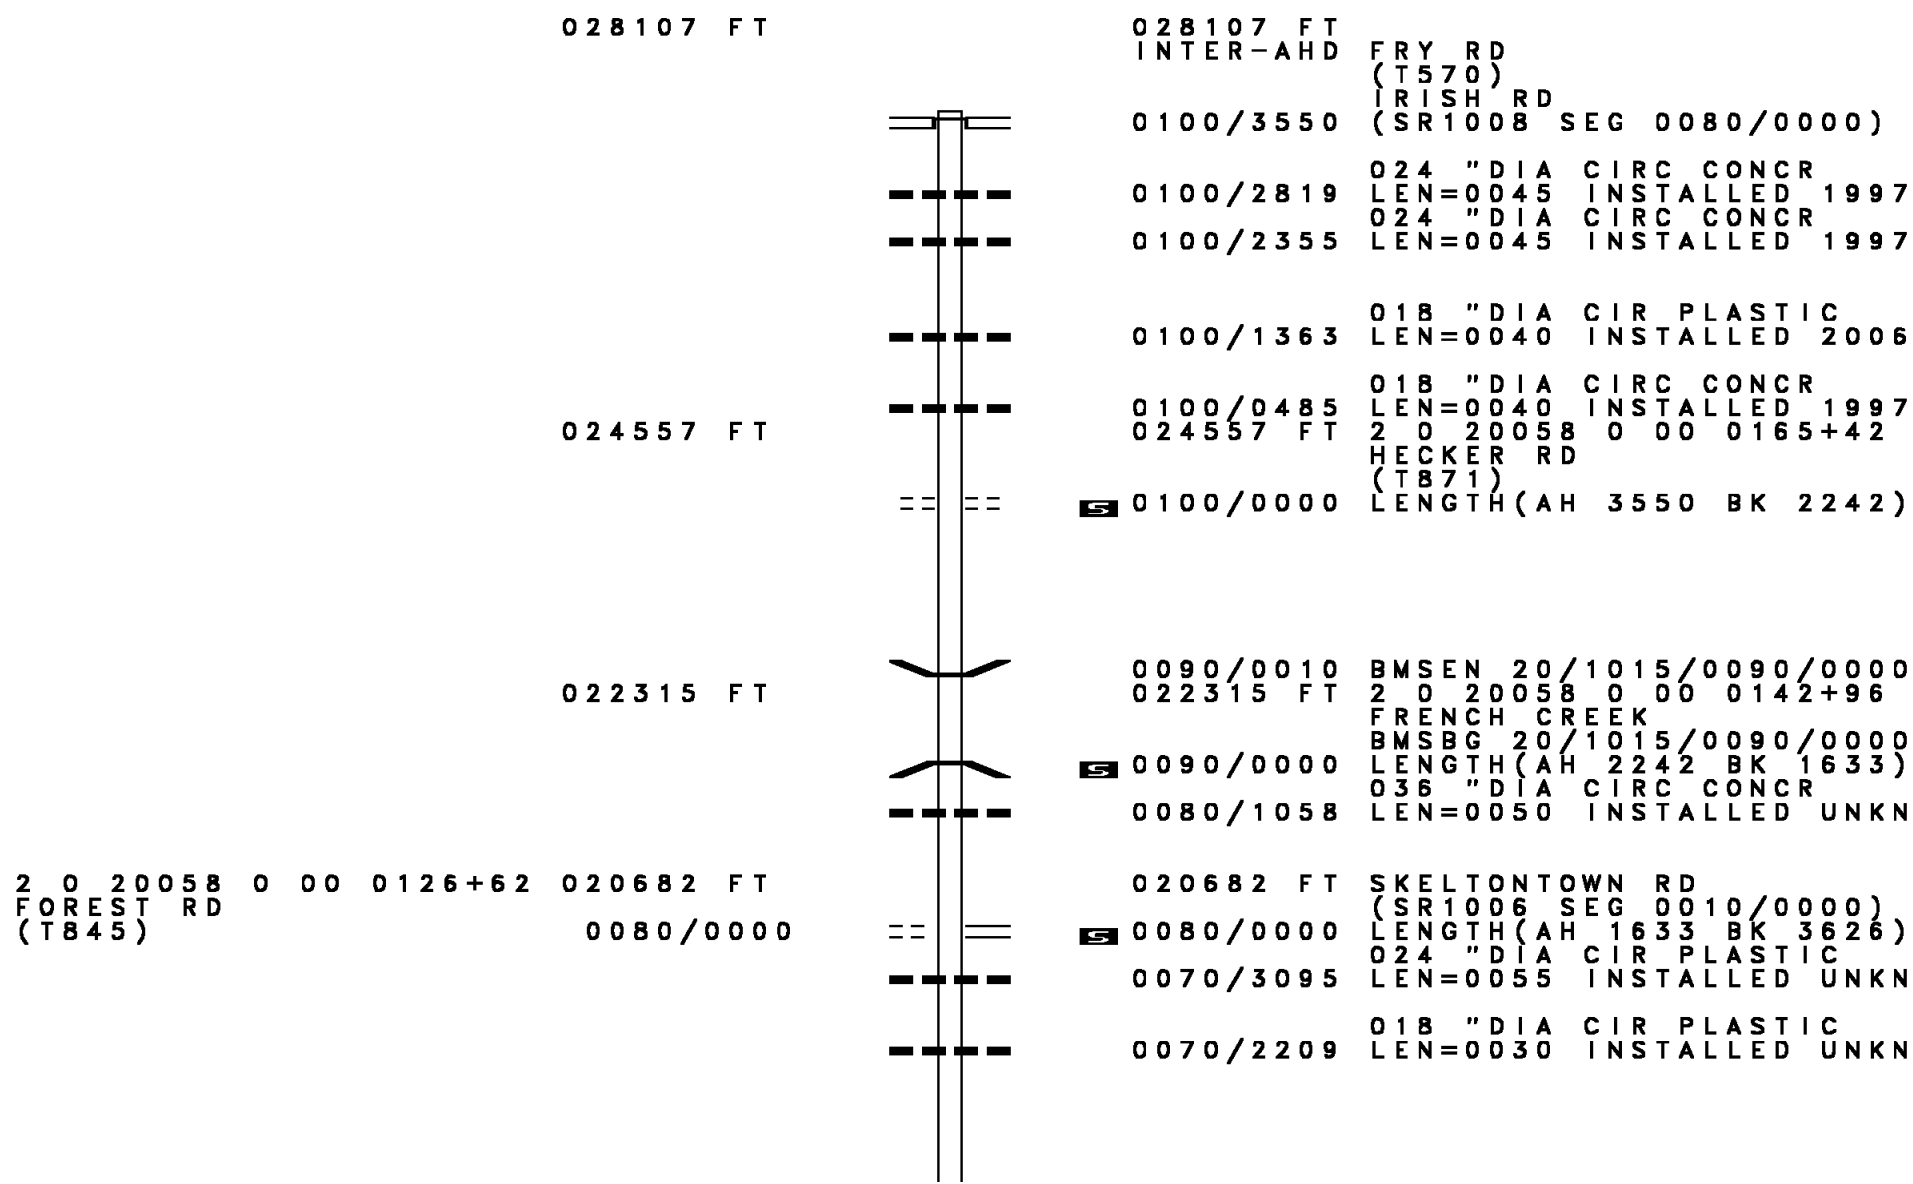 028107 FT 028107 FT
INTER-AHD FRY RD
(T570)
IRISH RD
0100/3550 (SR1008 SEG 0080/0000)
024 "DIA CIRC CONCR
0100/2819 LEN=0045 INSTALLED 1997
024 "DIA CIRC CONCR
0100/2355 LEN=0045 INSTALLED 1997
018 "DIA CIR PLASTIC
0100/1363 LEN=0040 INSTALLED 2006
018 "DIA CIRC CONCR
0100/0485 LEN=0040 INSTALLED 1997
024557 FT 024557 FT 2 0 20058 0 00 0165+42
HECKER RD
(T871)
S 0100/0000 LENGTH(AH 3550 BK 2242)
0090/0010 BMSEN 20/1015/0090/0000
022315 FT 022315 FT 2 0 20058 0 00 0142+96
FRENCH CREEK
BMSBG 20/1015/0090/0000
S 0090/0000 LENGTH(AH 2242 BK 1633)
036 "DIA CIRC CONCR
0080/1058 LEN=0050 INSTALLED UNKN
2 0 20058 0 00 0126+62 020682 FT 020682 FT SKELTONTOWN RD
FOREST RD (SR1006 SEG 0010/0000)
(T845) 0080/0000 S 0080/0000 LENGTH(AH 1633 BK 3626)
024 "DIA CIR PLASTIC
0070/3095 LEN=0055 INSTALLED UNKN
018 "DIA CIR PLASTIC
0070/2209 LEN=0030 INSTALLED UNKN